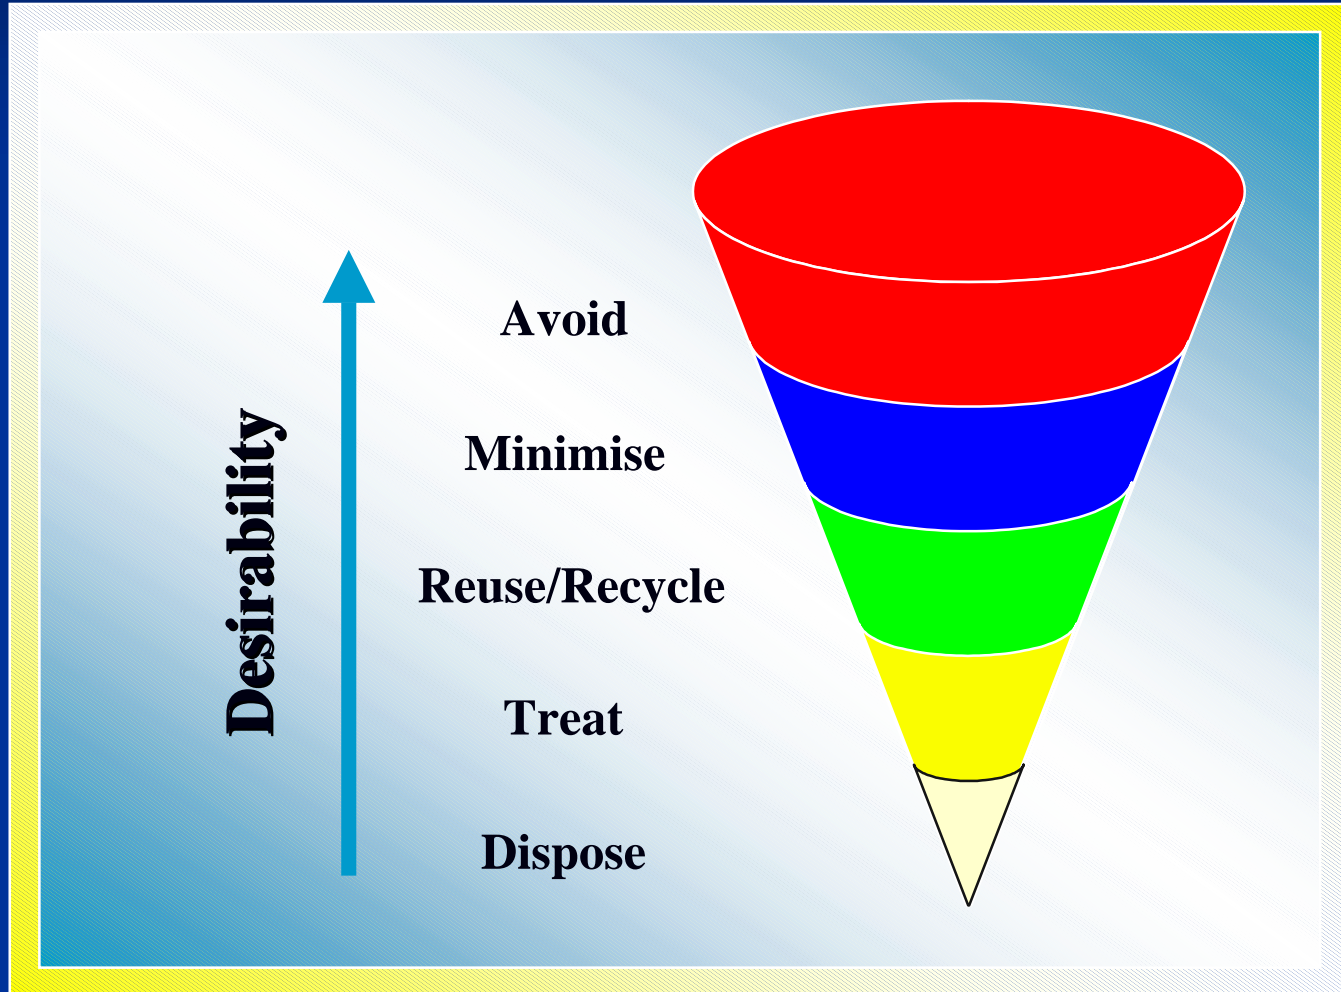 Desirability
Avoid
Minimise
Reuse/Recycle
Treat
Dispose